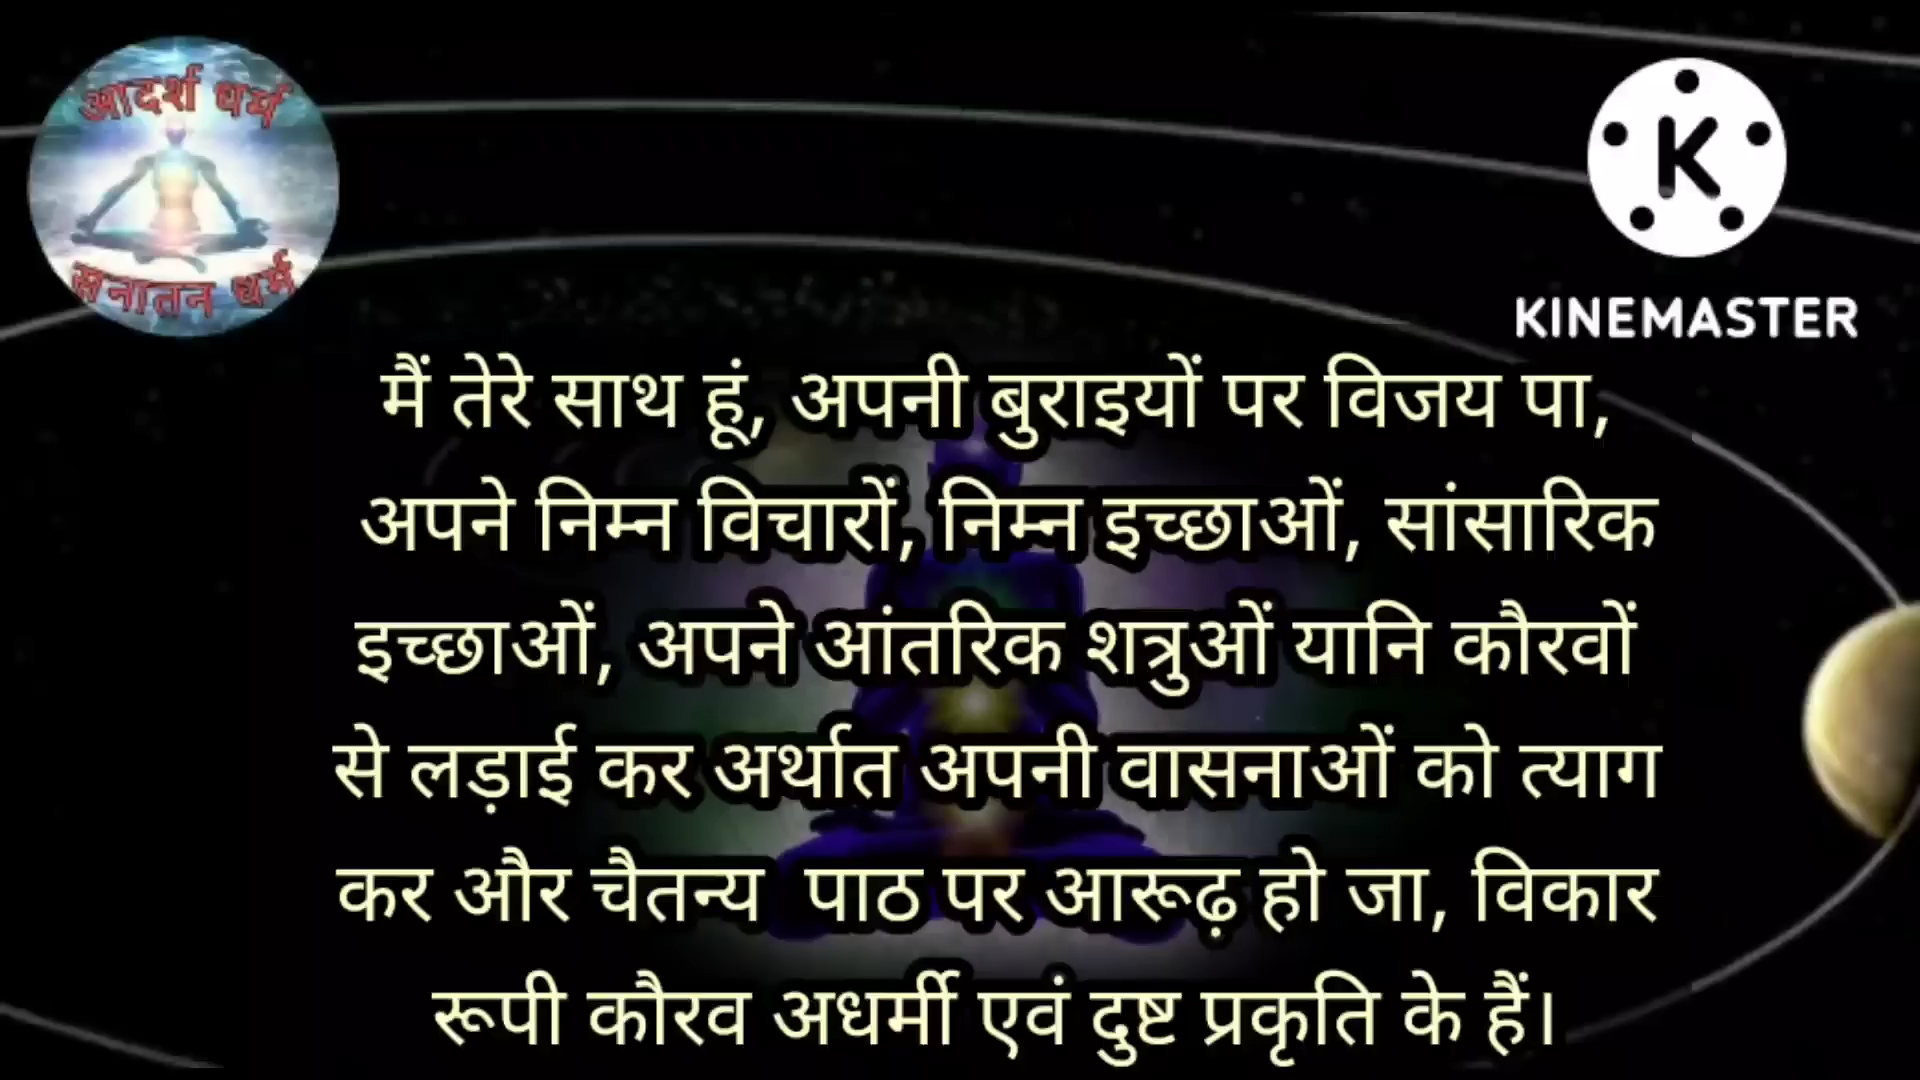 आदर्श धर्म
सनातन धर्म
K
KINEMASTER
मैं तेरे साथ हूं, अपनी बुराइयों पर विजय पा,
अपने निम्न विचारों, निम्न इच्छाओं, सांसारिक
इच्छाओं, अपने आंतरिक शत्रुओं यानि कौरवों
से लड़ाई कर अर्थात अपनी वासनाओं को त्याग
कर और चैतन्य  पाठ पर आरूढ़ हो जा, विकार
रूपी कौरव अधर्मी एवं दुष्ट प्रकृति के हैं।